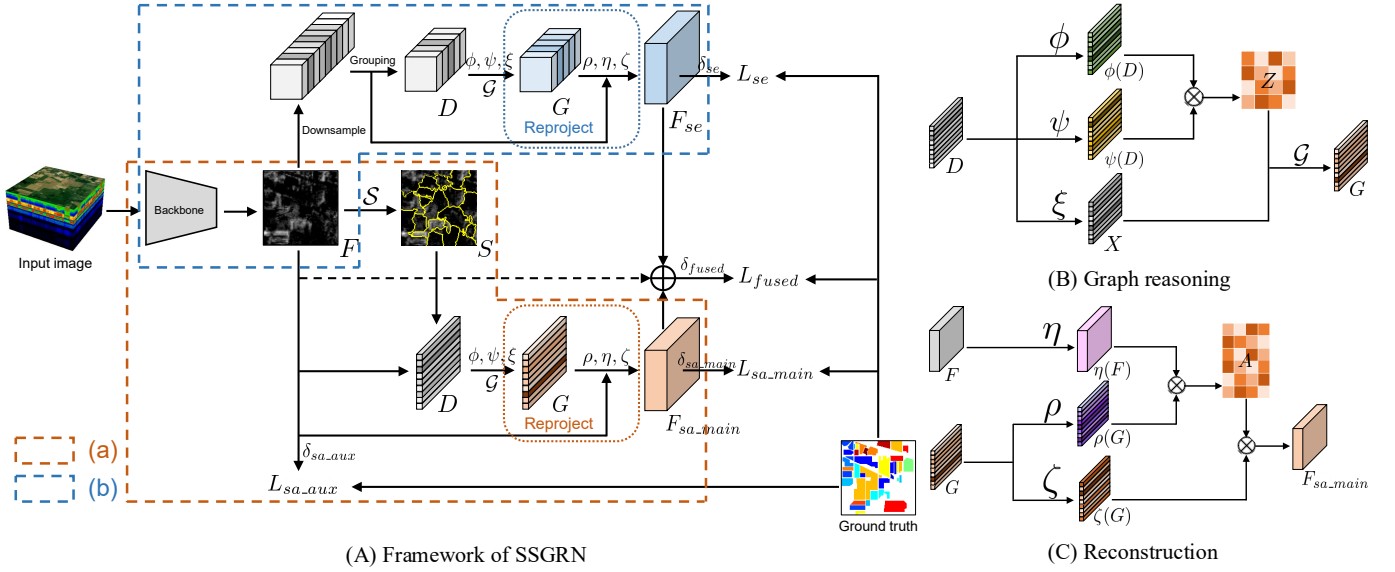 Grouping
ϕ, ψ, ξ
𝒢
ρ, η, ζ
δ_se
L_se
D
G
F_se
Reproject
Downsample
Backbone
𝒮
F
S
Input image
δ_fused
L_fused
ϕ, ψ, ξ
𝒢
ρ, η, ζ
δ_sa_main
L_sa_main
D
G
Reproject
F_sa_main
(a)
(b)
δ_sa_aux
L_sa_aux
Ground truth
(A) Framework of SSGRN
ϕ
ϕ(D)
Z
D
ψ
ψ(D)
𝒢
G
ξ
X
(B) Graph reasoning
F
η
η(F)
A
G
ρ
ρ(G)
ζ
ζ(G)
F_sa_main
(C) Reconstruction